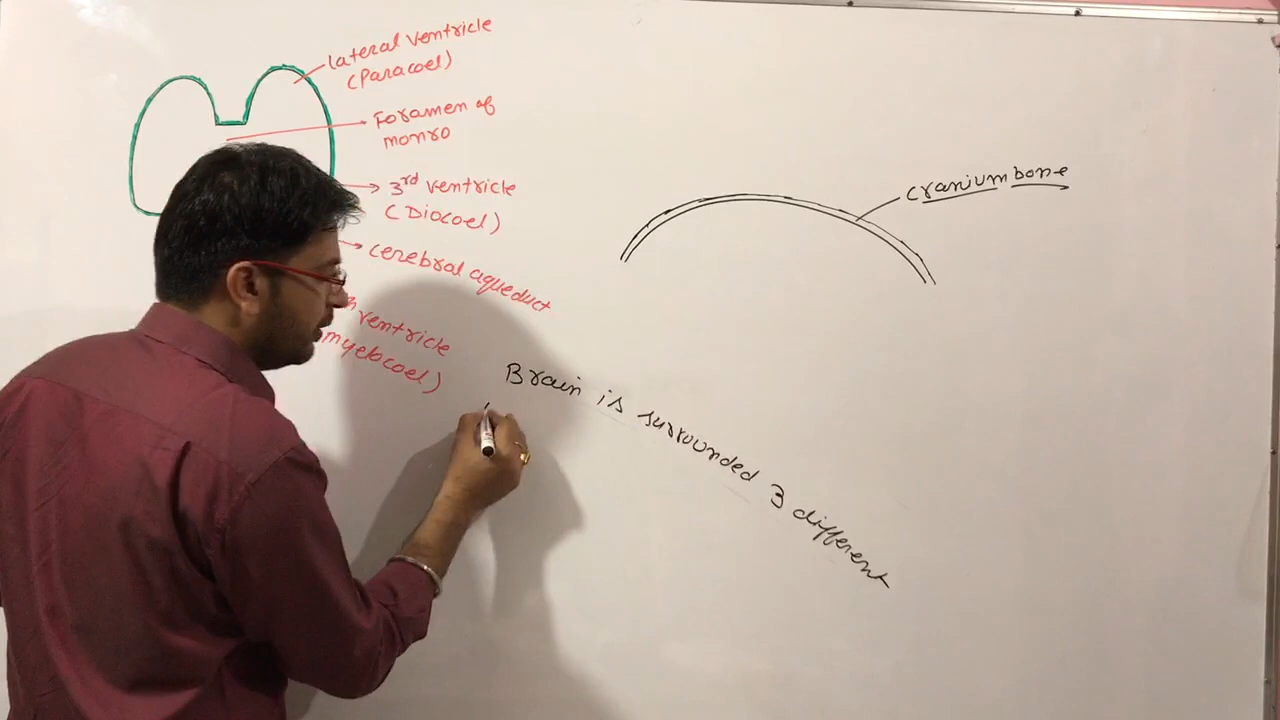 lateral ventricle
(Paracoel)
Foramen of
monro
3rd ventricle
(Diocoel)
cerebral aqueduct
ventricle
myelocoel)
cranium bone
Brain is surrounded 3 different